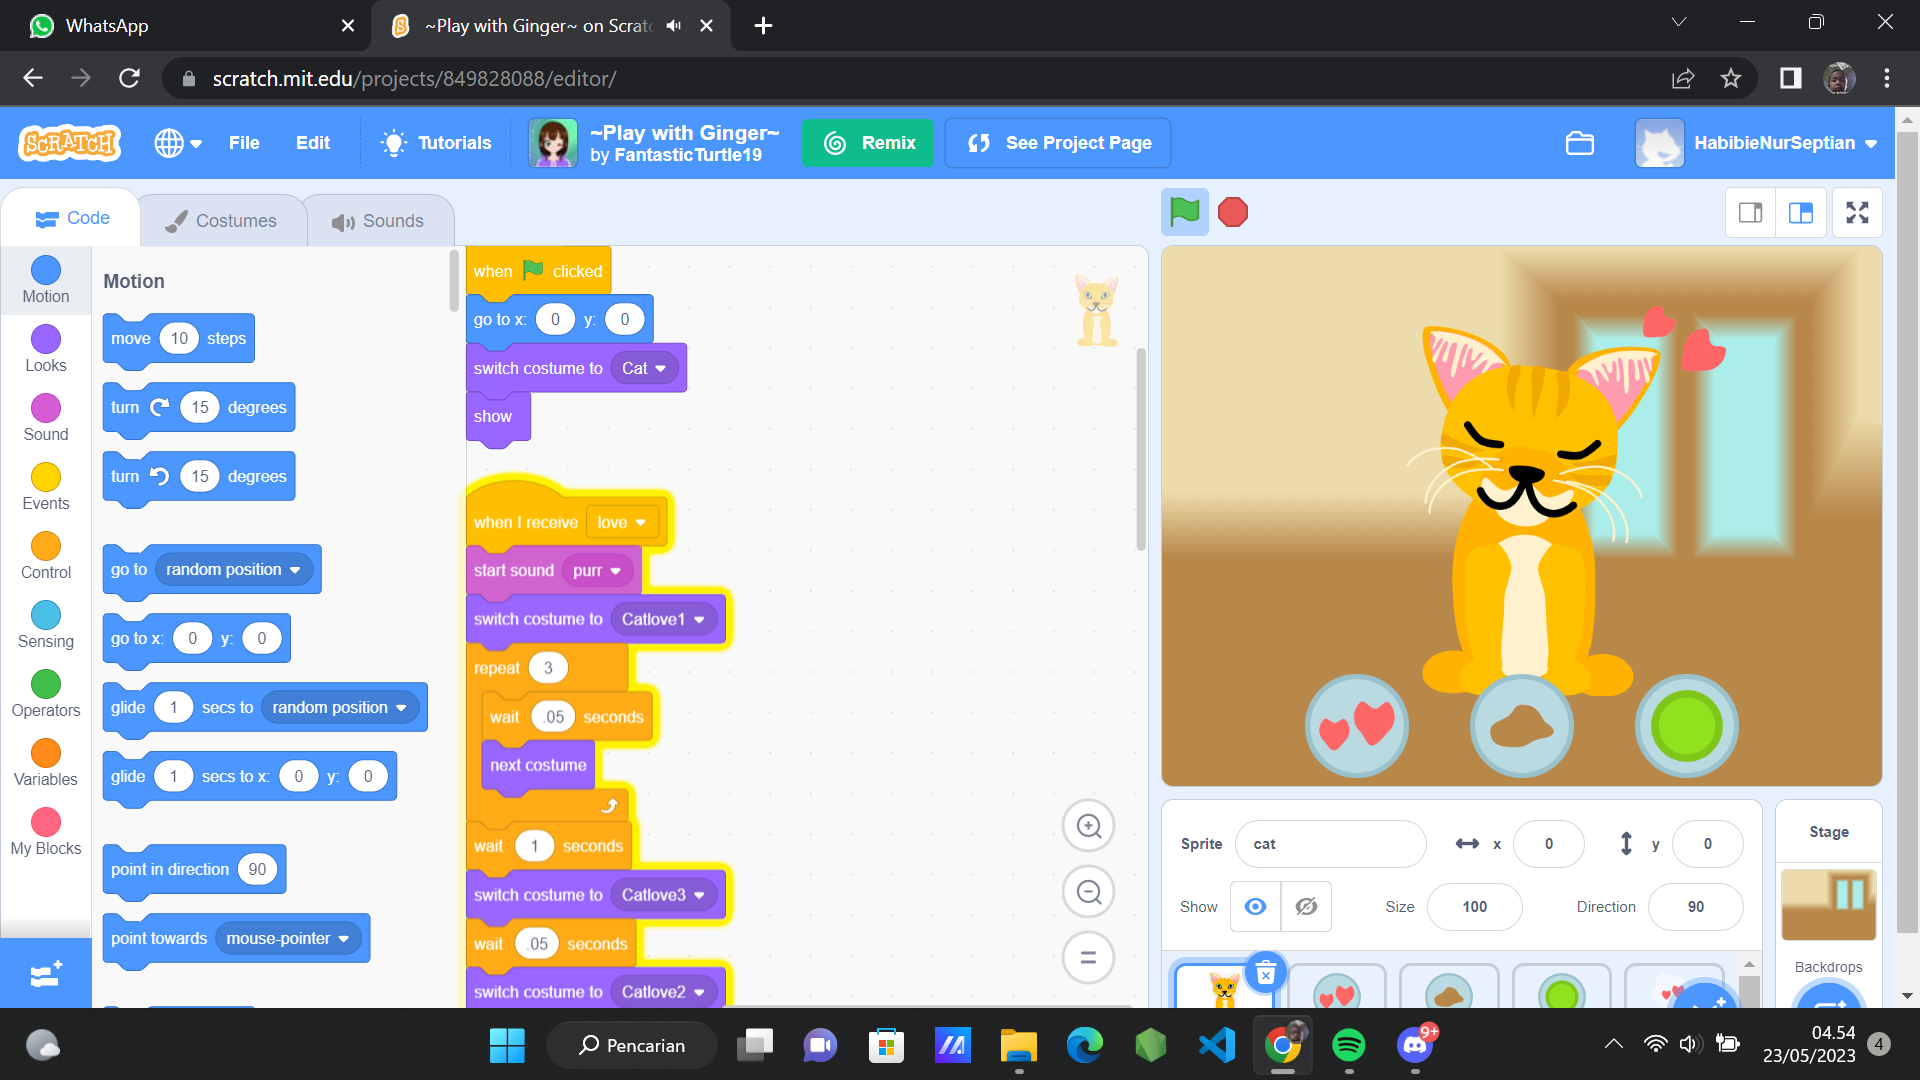 WhatsApp
~Play with Ginger~ on Scratc
scratch.mit.edu/projects/849828088/editor/
SCRATCH
File
Edit
Tutorials
~Play with Ginger~
by FantasticTurtle19
Remix
See Project Page
HabibieNurSeptian
Code
Costumes
Sounds
Motion
Looks
Sound
Events
Control
Sensing
Operators
Variables
My Blocks
Motion
move 10 steps
turn 15 degrees
turn 15 degrees
go to random position
go to x: 0 y: 0
glide 1 secs to random position
glide 1 secs to x: 0 y: 0
point in direction 90
point towards mouse-pointer
when clicked
go to x: 0 y: 0
switch costume to Cat
show
when I receive love
start sound purr
switch costume to Catlove1
repeat 3
wait .05 seconds
next costume
wait 1 seconds
switch costume to Catlove3
wait .05 seconds
switch costume to Catlove2
Sprite cat x 0 y 0
Show Size 100 Direction 90
Stage
Backdrops
Pencarian
9+
04.54
23/05/2023
4